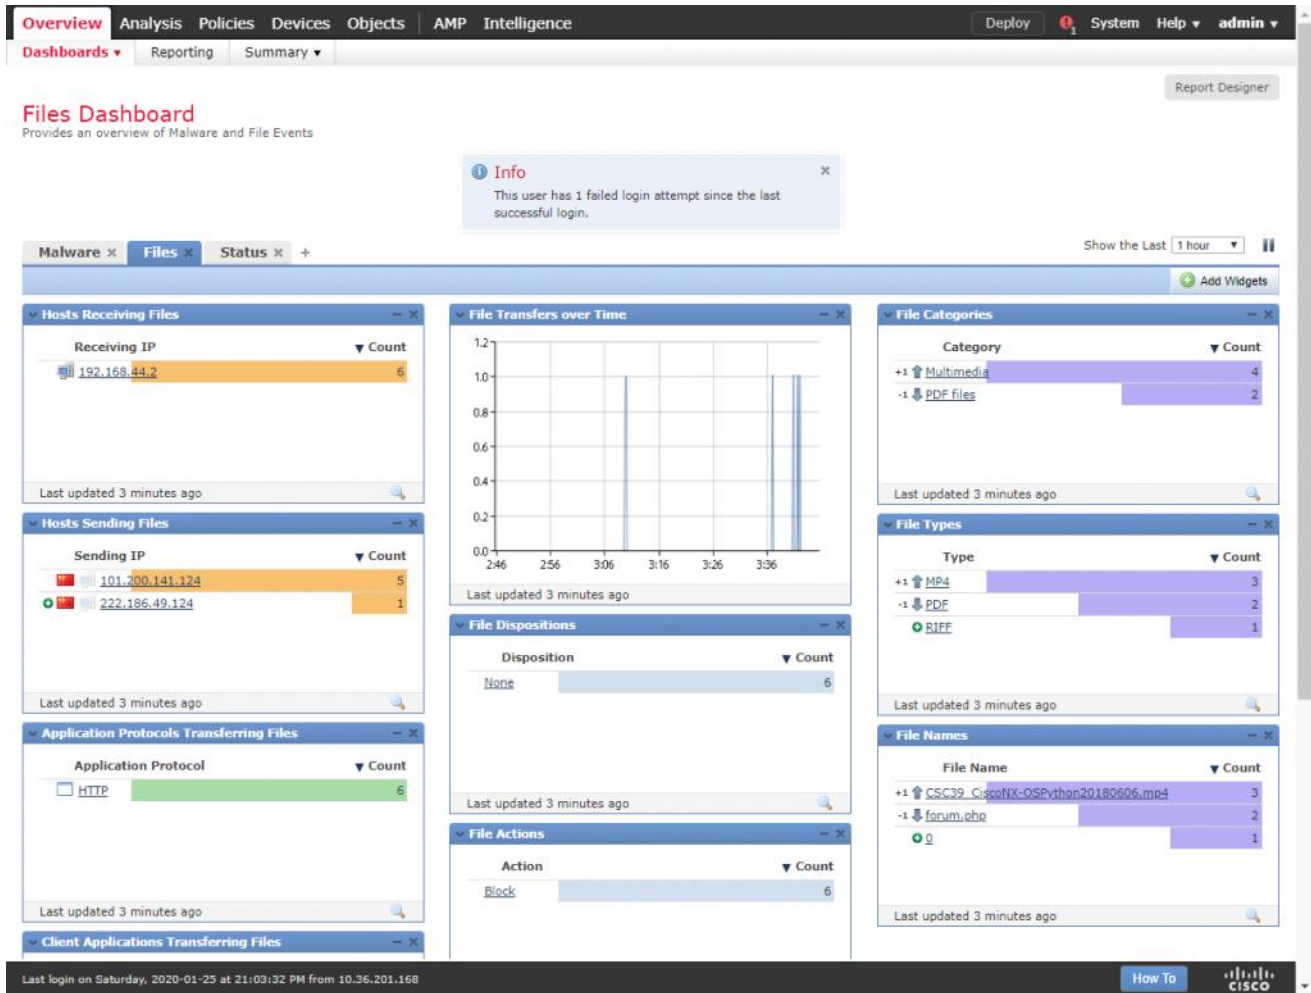 Overview Analysis Policies Devices Objects AMP Intelligence Deploy 1 System Help admin
Dashboards Reporting Summary
Report Designer
Files Dashboard
Provides an overview of Malware and File Events
Info
This user has 1 failed login attempt since the last
successful login.
Malware Files Status + Show the Last 1 hour
Add Widgets
Hosts Receiving Files
Receiving IP Count
192.168.44.2 6
Last updated 3 minutes ago
Hosts Sending Files
Sending IP Count
101.200.141.124 5
222.186.49.124 1
Last updated 3 minutes ago
Application Protocols Transferring Files
Application Protocol Count
HTTP 6
Last updated 3 minutes ago
Client Applications Transferring Files
File Transfers over Time
1.2
1.0
0.8
0.6
0.4
0.2
0.0
2:46 2:56 3:06 3:16 3:26 3:36
Last updated 3 minutes ago
File Dispositions
Disposition Count
None 6
Last updated 3 minutes ago
File Actions
Action Count
Block 6
File Categories
Category Count
+1 Multimedia 4
-1 PDF files 2
Last updated 3 minutes ago
File Types
Type Count
+1 MP4 3
-1 PDF 2
RIFF 1
Last updated 3 minutes ago
File Names
File Name Count
+1 CSC39_CiscoNX-OSPython20180606.mp4 3
-1 forum.php 2
0 1
Last updated 3 minutes ago
Last login on Saturday, 2020-01-25 at 21:03:32 PM from 10.36.201.168
How To
CISCO